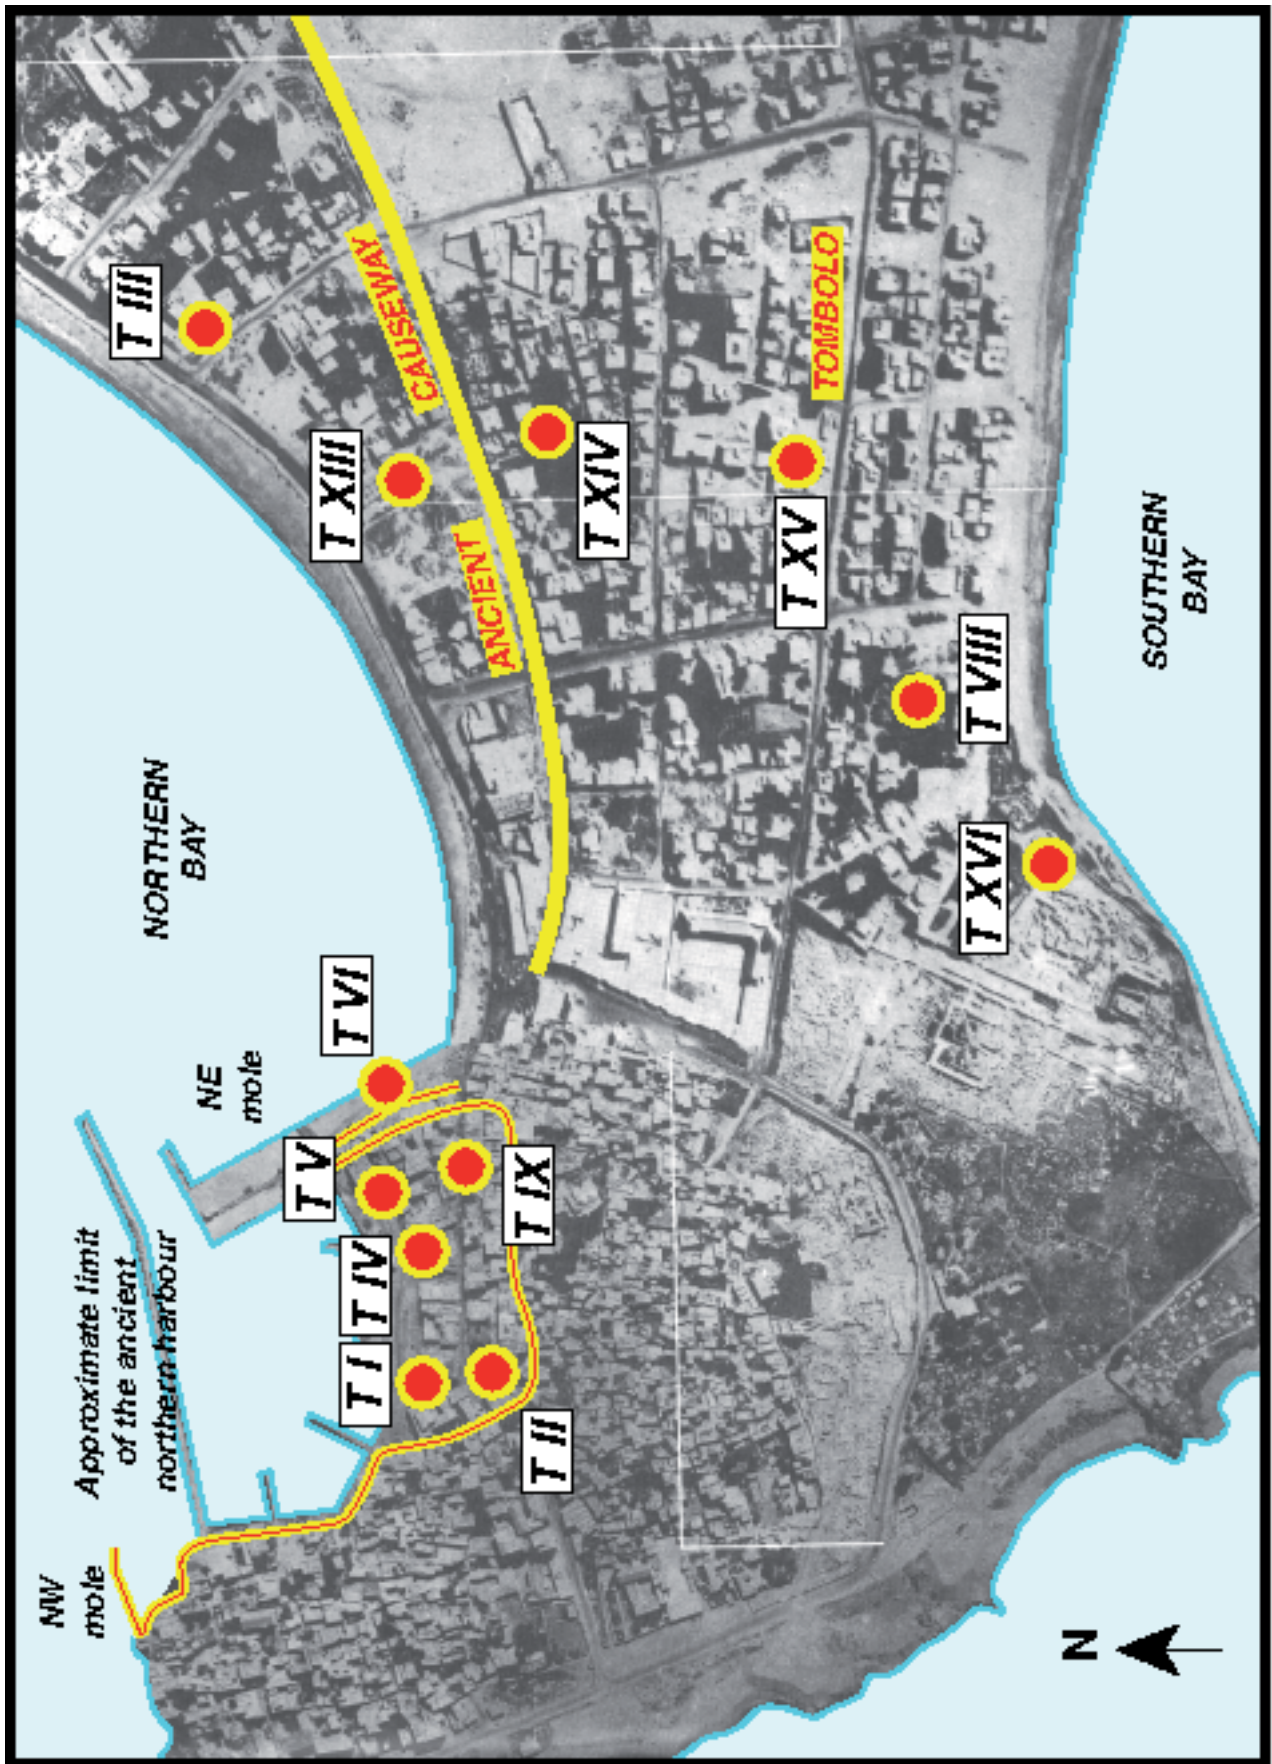 NW
mole
Approximate limit
of the ancient
northern harbour
NE
mole
NORTHERN
BAY
T III
T XIII
CAUSEWAY
ANCIENT
T XIV
TOMBOLO
T XV
T VI
T V
T IV
T I
T IX
T II
T VIII
T XVI
SOUTHERN
BAY
N